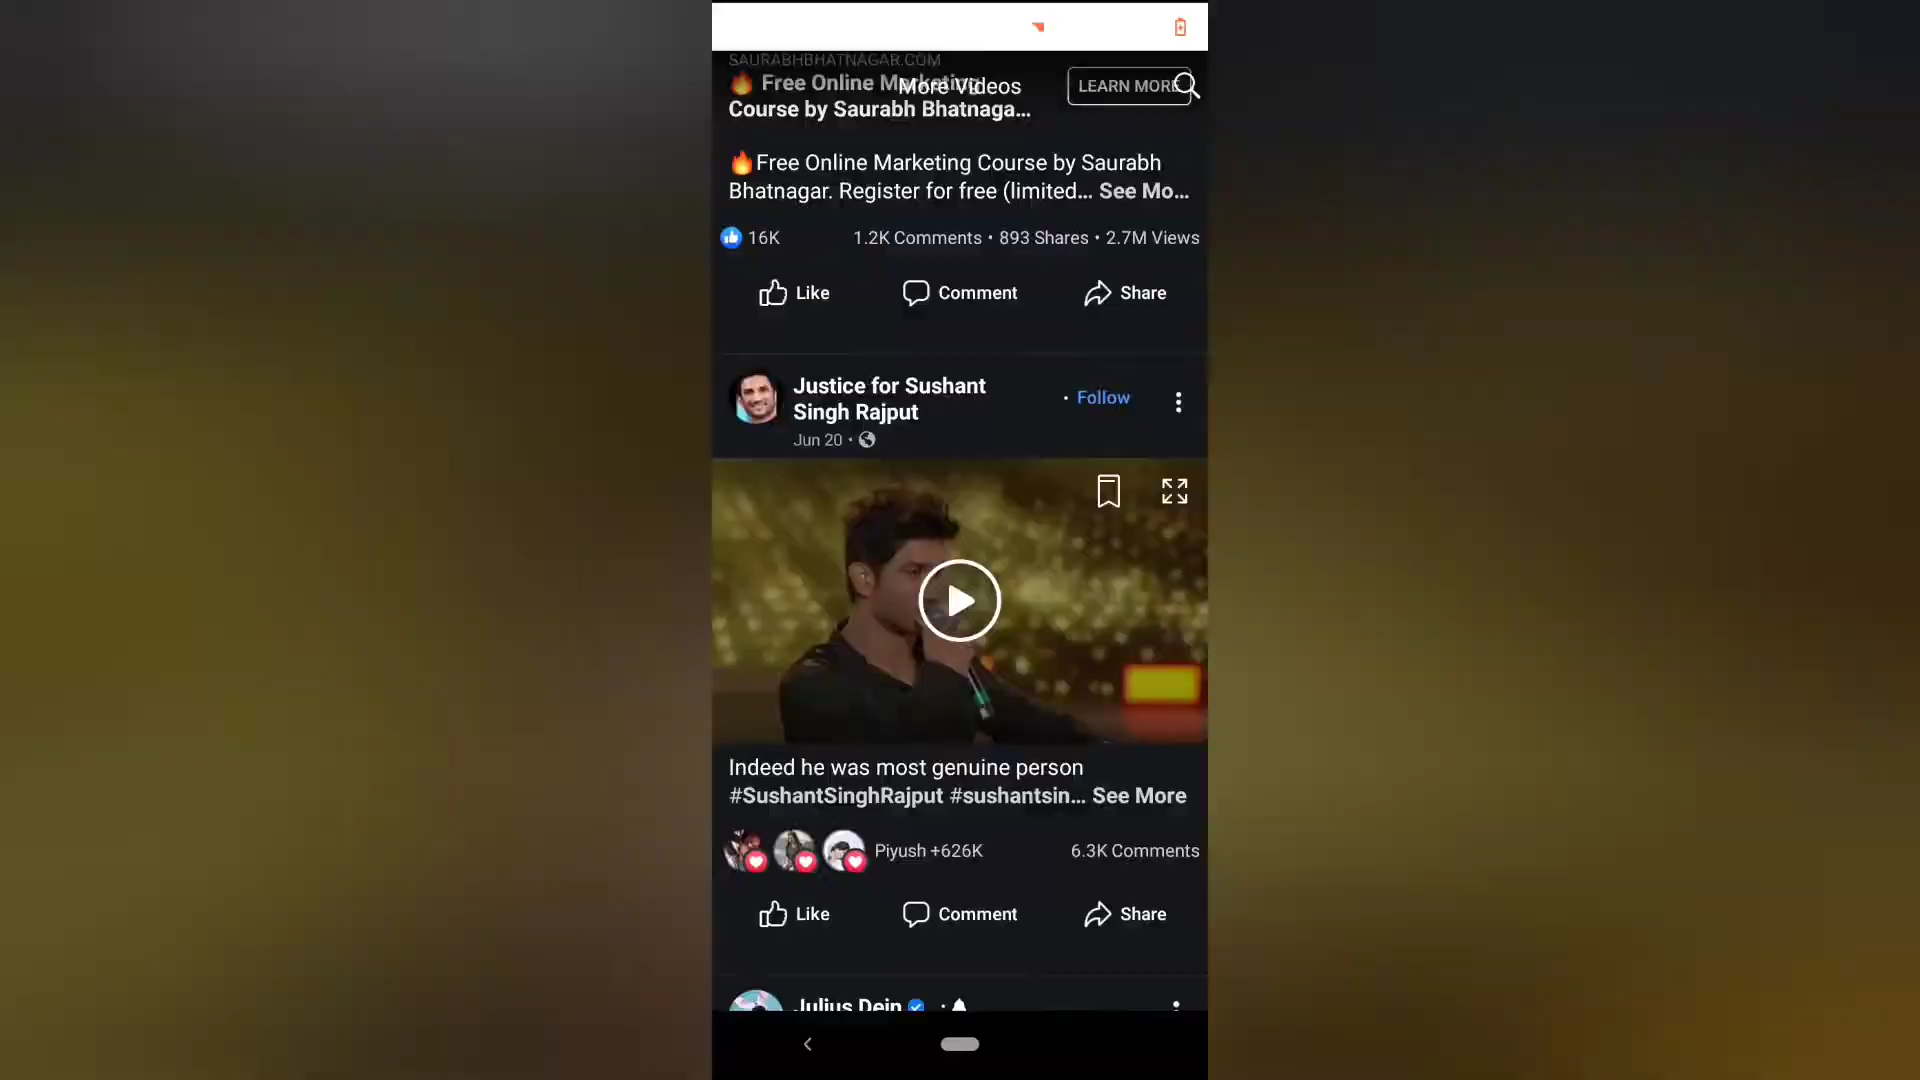 SAURABHBHATNAGAR.COM
🔥 Free Online Marketing
More Videos
LEARN MORE
Course by Saurabh Bhatnaga...
🔥Free Online Marketing Course by Saurabh
Bhatnagar. Register for free (limited... See Mo...
16K
1.2K Comments • 893 Shares • 2.7M Views
Like
Comment
Share
Justice for Sushant
Singh Rajput
• Follow
Jun 20 •
Indeed he was most genuine person
#SushantSinghRajput #sushantsin... See More
Piyush +626K
6.3K Comments
Like
Comment
Share
Julius Dein